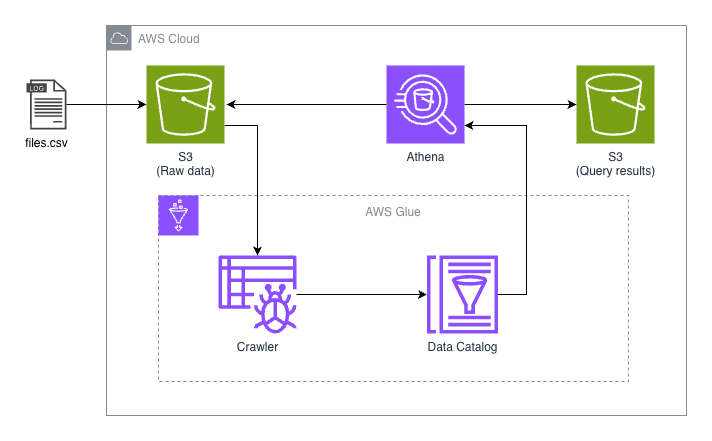 AWS Cloud
LOG
files.csv
S3
(Raw data)
Athena
S3
(Query results)
AWS Glue
Crawler
Data Catalog